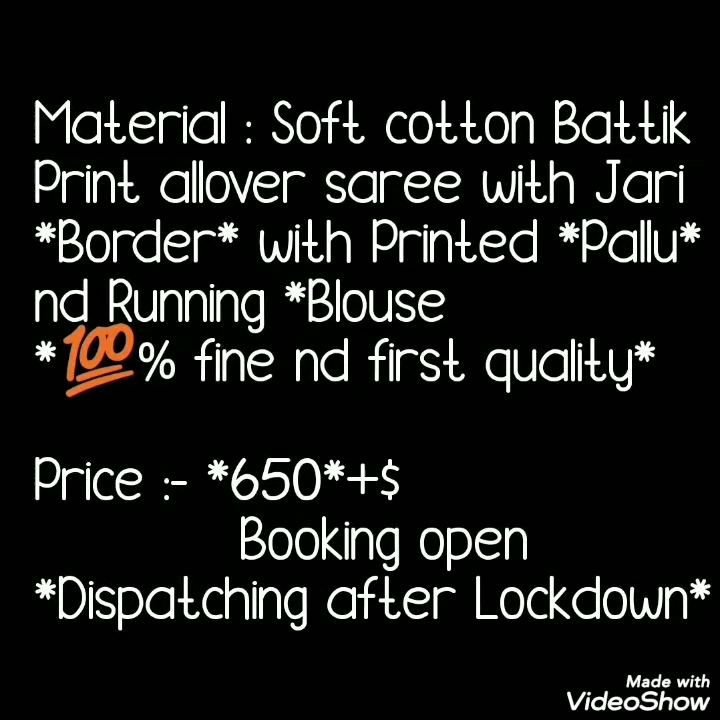 Material : Soft cotton Battik
Print allover saree with Jari
*Border* with Printed *Pallu*
nd Running *Blouse
*💯% fine nd first quality*
Price :- *650*+$
Booking open
*Dispatching after Lockdown*
Made with
VideoShow